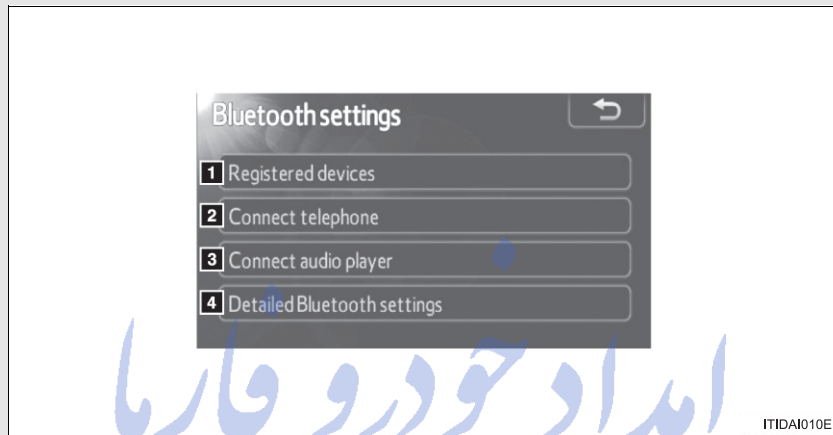 Bluetooth settings
1 Registered devices
2 Connect telephone
3 Connect audio player
4 Detailed Bluetooth settings
امداد خودرو فارما
ITIDAI010E